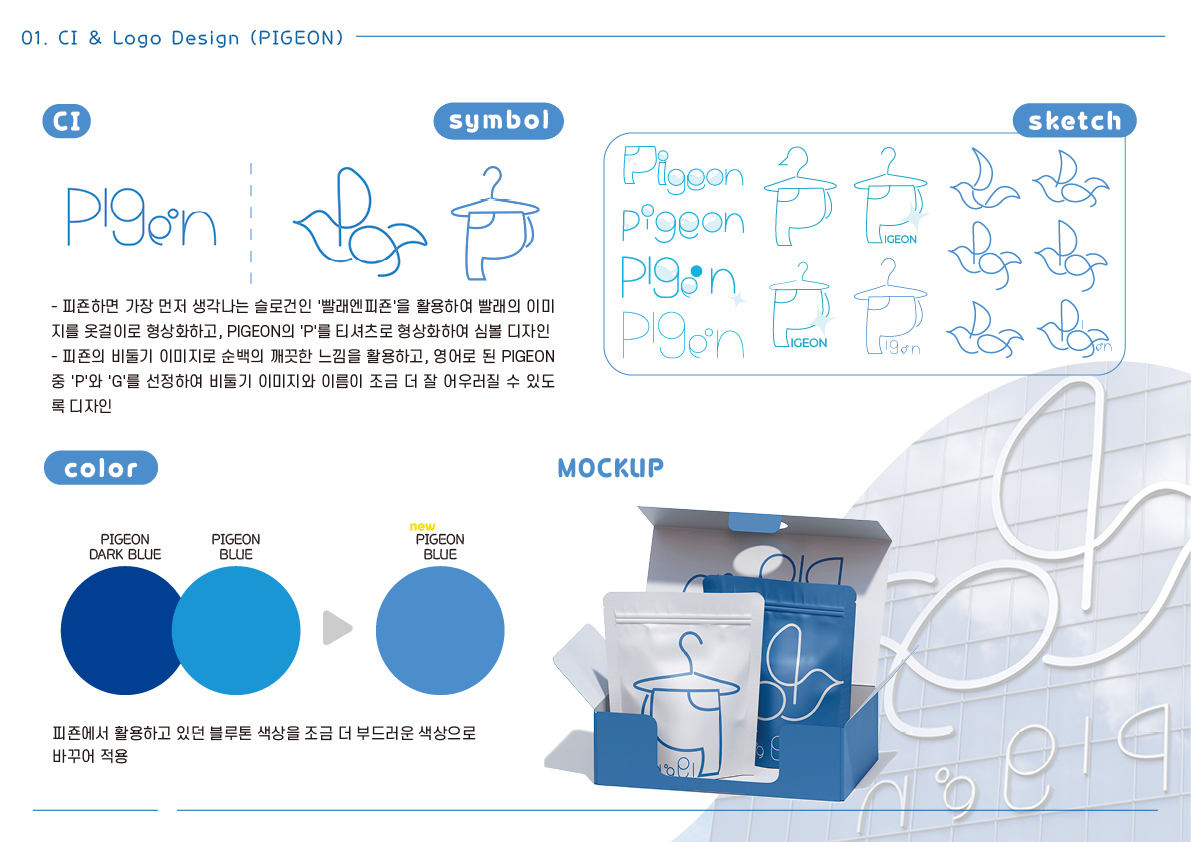 01. CI & Logo Design (PIGEON)
CI
symbol
sketch
PIgeon
Pigeon
pigeon
PIgeon
PIgeon
IGEON
IGEON
igon
on
- 피죤하면 가장 먼저 생각나는 슬로건인 '빨래엔피죤'을 활용하여 빨래의 이미
지를 옷걸이로 형상화하고, PIGEON의 'P'를 티셔츠로 형상화하여 심볼 디자인
- 피죤의 비둘기 이미지로 순백의 깨끗한 느낌을 활용하고, 영어로 된 PIGEON
중 'P'와 'G'를 선정하여 비둘기 이미지와 이름이 조금 더 잘 어우러질 수 있도
록 디자인
color
MOCKUP
PIGEON
DARK BLUE
PIGEON
BLUE
new
PIGEON
BLUE
피죤에서 활용하고 있던 블루톤 색상을 조금 더 부드러운 색상으로
바꾸어 적용